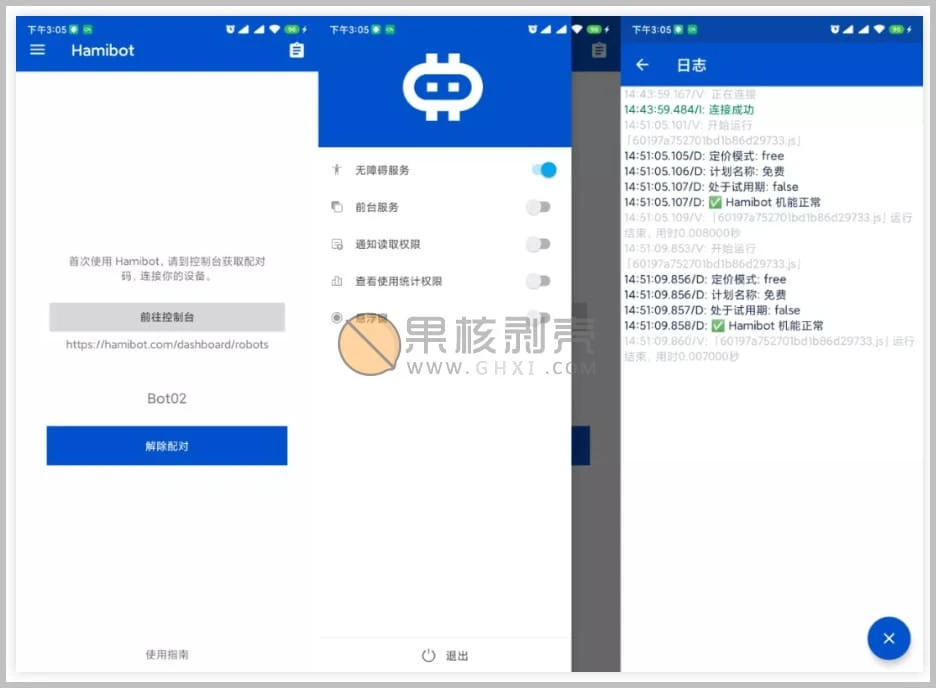 下午3:05
Hamibot
首次使用 Hamibot, 请到控制台获取配对
码, 连接你的设备。
前往控制台
https://hamibot.com/dashboard/robots
Bot02
解除配对
使用指南
下午3:05
无障碍服务
前台服务
通知读取权限
查看使用统计权限
悬浮窗
退出
果核剥壳
WWW.GHXI.COM
下午3:05
日志
14:43:59.167/V: 正在连接
14:43:59.484/I: 连接成功
14:51:05.101/V: 开始运行
「60197a752701bd1b86d29733.js」
14:51:05.105/D: 定价模式: free
14:51:05.106/D: 计划名称: 免费
14:51:05.107/D: 处于试用期: false
14:51:05.107/D: ✅ Hamibot 机能正常
14:51:05.109/V: 「60197a752701bd1b86d29733.js」运行
结束, 用时0.008000秒
14:51:09.853/V: 开始运行
「60197a752701bd1b86d29733.js」
14:51:09.856/D: 定价模式: free
14:51:09.856/D: 计划名称: 免费
14:51:09.857/D: 处于试用期: false
14:51:09.858/D: ✅ Hamibot 机能正常
14:51:09.860/V: 「60197a752701bd1b86d29733.js」运行
结束, 用时0.007000秒